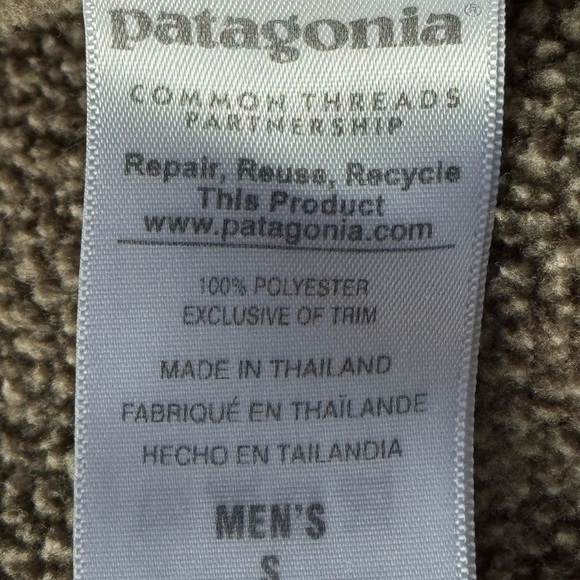 patagonia®
COMMON THREADS
PARTNERSHIP
Repair, Reuse, Recycle
This Product
www.patagonia.com
100% POLYESTER
EXCLUSIVE OF TRIM
MADE IN THAILAND
FABRIQUÉ EN THAÏLANDE
HECHO EN TAILANDIA
MEN'S
S